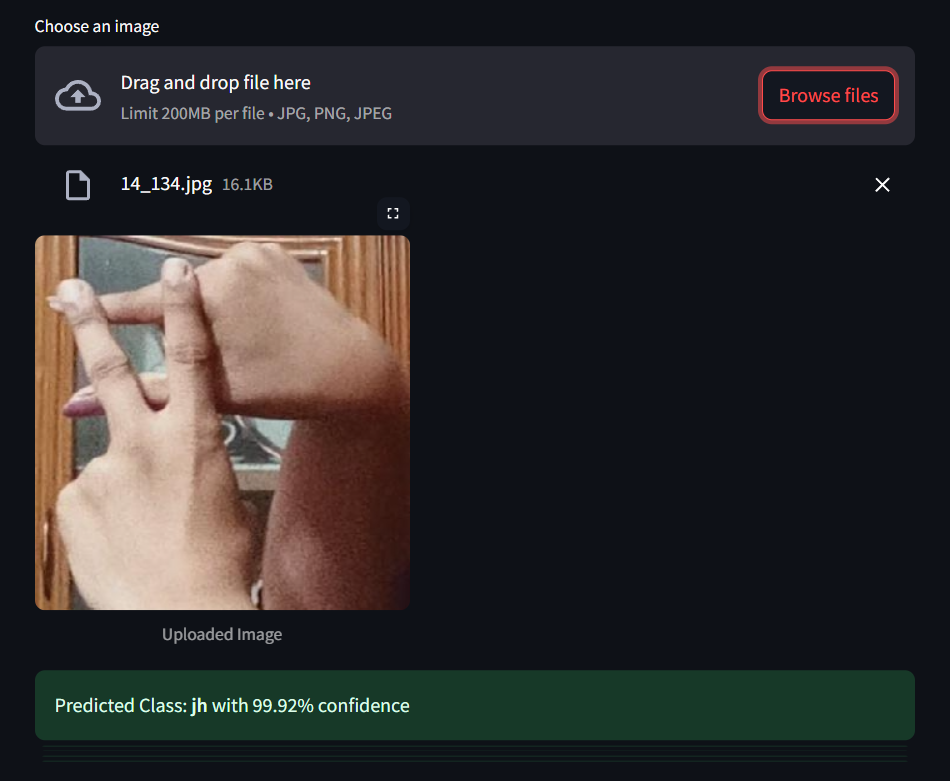 Choose an image
Drag and drop file here
Limit 200MB per file • JPG, PNG, JPEG
Browse files
14_134.jpg 16.1KB
Uploaded Image
Predicted Class: jh with 99.92% confidence